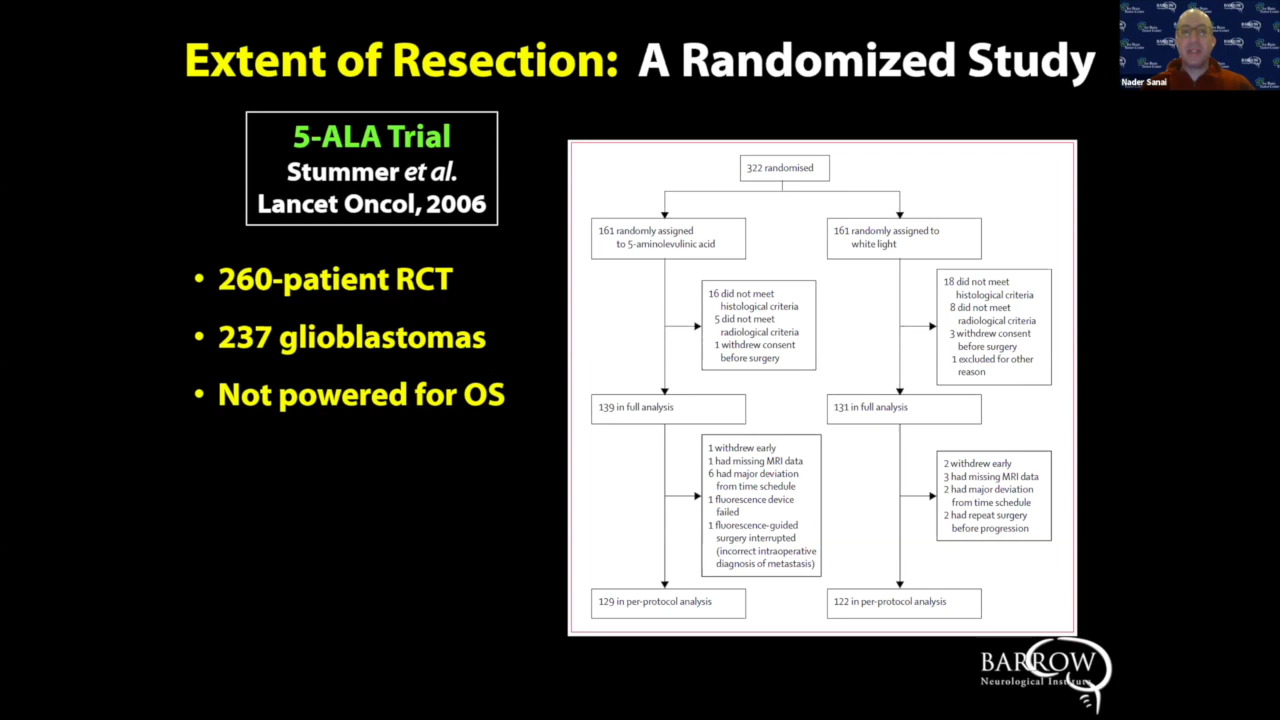 Extent of Resection: A Randomized Study
Nader Sanai
5-ALA Trial
Stummer et al.
Lancet Oncol, 2006
• 260-patient RCT
• 237 glioblastomas
• Not powered for OS
322 randomised
161 randomly assigned
to 5-aminolevulinic acid
161 randomly assigned to
white light
16 did not meet
histological criteria
5 did not meet
radiological criteria
1 withdrew consent
before surgery
18 did not meet
histological criteria
8 did not meet
radiological criteria
3 withdrew consent
before surgery
1 excluded for other
reason
139 in full analysis
131 in full analysis
1 withdrew early
1 had missing MRI data
6 had major deviation
from time schedule
1 fluorescence device
failed
1 fluorescence-guided
surgery interrupted
(incorrect intraoperative
diagnosis of metastasis)
2 withdrew early
3 had missing MRI data
2 had major deviation
from time schedule
2 had repeat surgery
before progression
129 in per-protocol analysis
122 in per-protocol analysis
BARROW
Neurological Institute